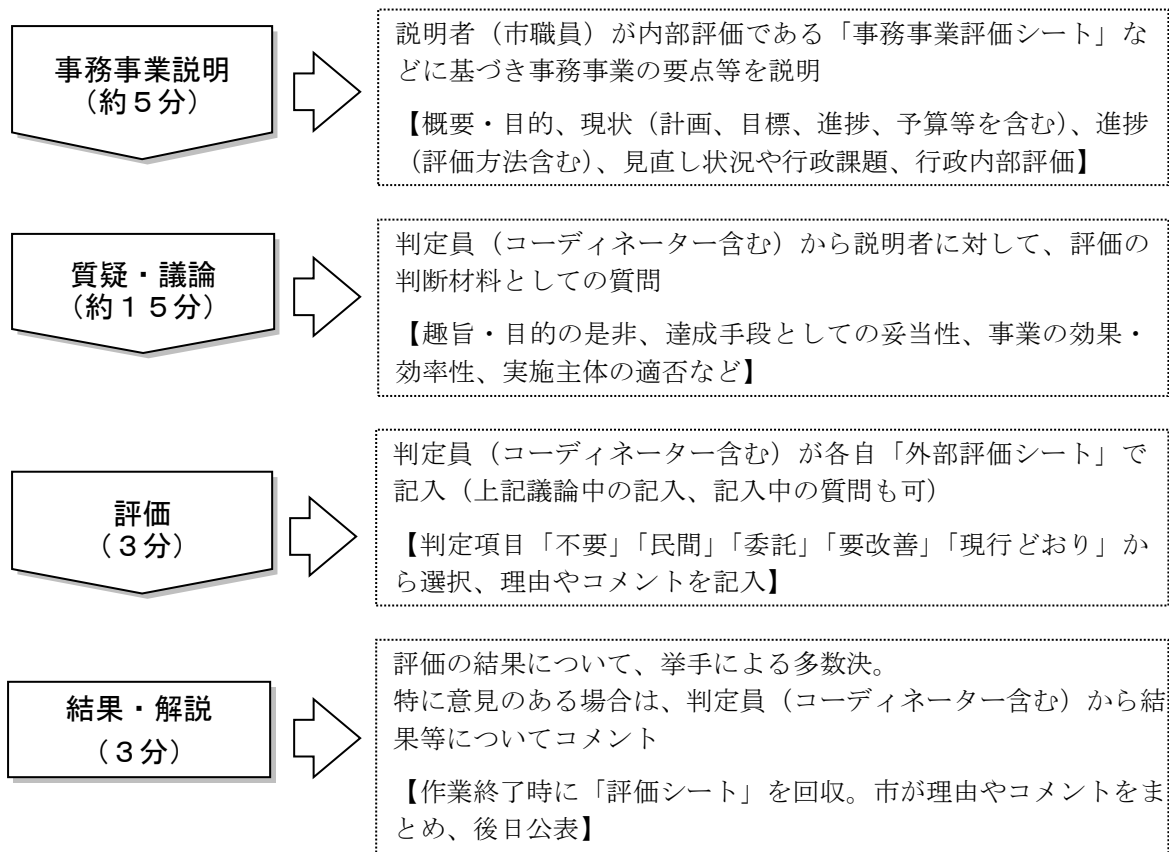 事務事業説明
（約５分）
説明者（市職員）が内部評価である「事務事業評価シート」な
どに基づき事務事業の要点等を説明
【概要・目的、現状（計画、目標、進捗、予算等を含む）、進捗
（評価方法含む）、見直し状況や行政課題、行政内部評価】
質疑・議論
（約１５分）
判定員（コーディネーター含む）から説明者に対して、評価の
判断材料としての質問
【趣旨・目的の是非、達成手段としての妥当性、事業の効果・
効率性、実施主体の適否など】
評価
（３分）
判定員（コーディネーター含む）が各自「外部評価シート」で
記入（上記議論中の記入、記入中の質問も可）
【判定項目「不要」「民間」「委託」「要改善」「現行どおり」か
ら選択、理由やコメントを記入】
結果・解説
（３分）
評価の結果について、挙手による多数決。
特に意見のある場合は、判定員（コーディネーター含む）から結
果等についてコメント
【作業終了時に「評価シート」を回収。市が理由やコメントをま
とめ、後日公表】